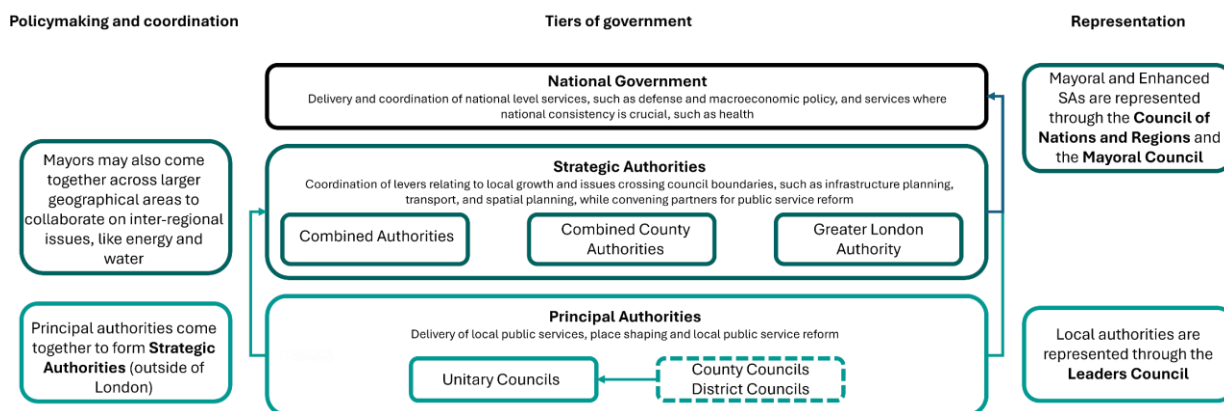 Policymaking and coordination
Tiers of government
Representation
National Government
Delivery and coordination of national level services, such as defense and macroeconomic policy, and services where
national consistency is crucial, such as health
Mayoral and Enhanced
SAs are represented
through the Council of
Nations and Regions and
the Mayoral Council
Mayors may also come
together across larger
geographical areas to
collaborate on inter-regional
issues, like energy and
water
Strategic Authorities
Coordination of levers relating to local growth and issues crossing council boundaries, such as infrastructure planning,
transport, and spatial planning, while convening partners for public service reform
Combined Authorities
Combined County
Authorities
Greater London
Authority
Principal authorities come
together to form Strategic
Authorities (outside of
London)
Principal Authorities
Delivery of local public services, place shaping and local public service reform
Unitary Councils
County Councils
District Councils
Local authorities are
represented through the
Leaders Council